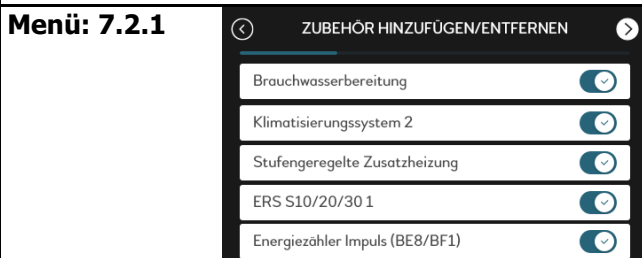 Menü: 7.2.1
ZUBEHÖR HINZUFÜGEN/ENTFERNEN
Brauchwasserbereitung
Klimatisierungssystem 2
Stufengeregelte Zusatzheizung
ERS S10/20/30 1
Energiezähler Impuls (BE8/BF1)